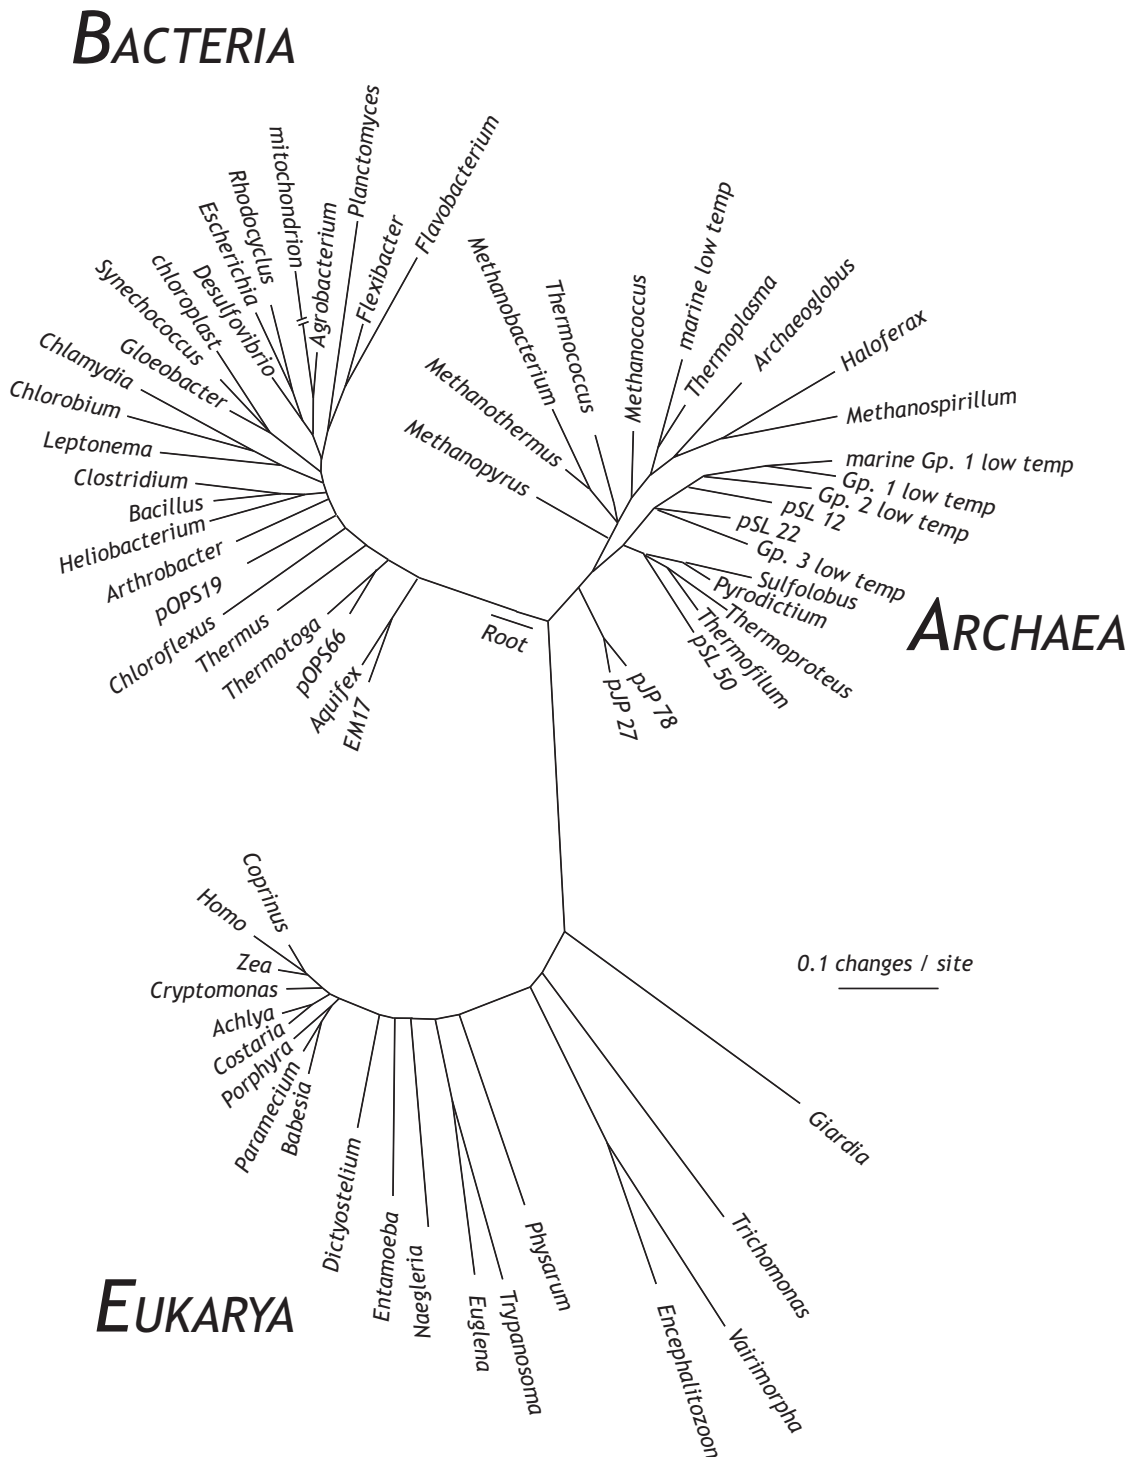 BACTERIA
Planctomyces
Flavobacterium
mitochondrion
Rhodocyclus
Escherichia
Agrobacterium
Flexibacter
chloroplast
Desulfovibrio
Synechococcus
Gloeobacter
Chlamydia
Chlorobium
Leptonema
Clostridium
Bacillus
Heliobacterium
Arthrobacter
pOPS19
Chloroflexus
Thermus
Thermotoga
pOPS66
Aquifex
EM17
Root
Methanopyrus
Methanothermus
Methanobacterium
Thermococcus
Methanococcus
marine low temp
Thermoplasma
Archaeoglobus
Haloferax
Methanospirillum
marine Gp. 1 low temp
Gp. 1 low temp
Gp. 2 low temp
pSL 12
pSL 22
Gp. 3 low temp
Sulfolobus
Pyrodictium
Thermoproteus
Thermofilum
pSL 50
pJP 78
pJP 27
ARCHAEA
Coprinus
Homo
Zea
Cryptomonas
Achlya
Costaria
Porphyra
Paramecium
Babesia
Dictyostelium
Entamoeba
Naegleria
Euglena
Trypanosoma
Physarum
Encephalitozoon
Vairimorpha
Trichomonas
Giardia
0.1 changes / site
EUKARYA